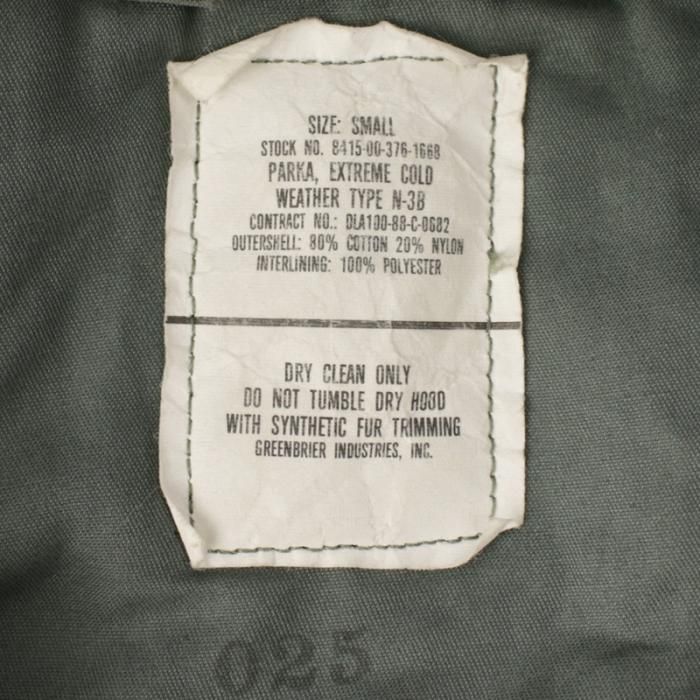 SIZE: SMALL
STOCK NO. 8415-00-376-1668
PARKA, EXTREME COLD
WEATHER TYPE N-3B
CONTRACT NO.: DLA100-88-C-0682
OUTERSHELL: 80% COTTON 20% NYLON
INTERLINING: 100% POLYESTER
DRY CLEAN ONLY
DO NOT TUMBLE DRY HOOD
WITH SYNTHETIC FUR TRIMMING
GREENBRIER INDUSTRIES, INC.
025